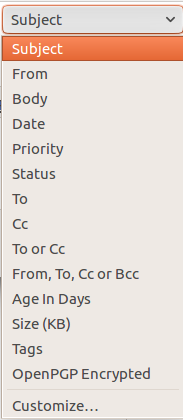 Subject
Subject
From
Body
Date
Priority
Status
To
Cc
To or Cc
From, To, Cc or Bcc
Age In Days
Size (KB)
Tags
OpenPGP Encrypted
Customize...